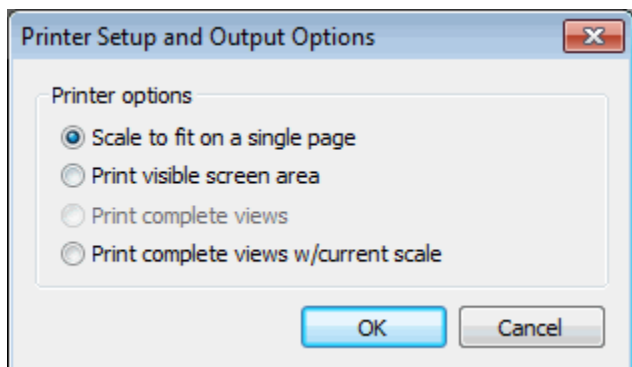 Printer Setup and Output Options
Printer options
Scale to fit on a single page
Print visible screen area
Print complete views
Print complete views w/current scale
OK Cancel